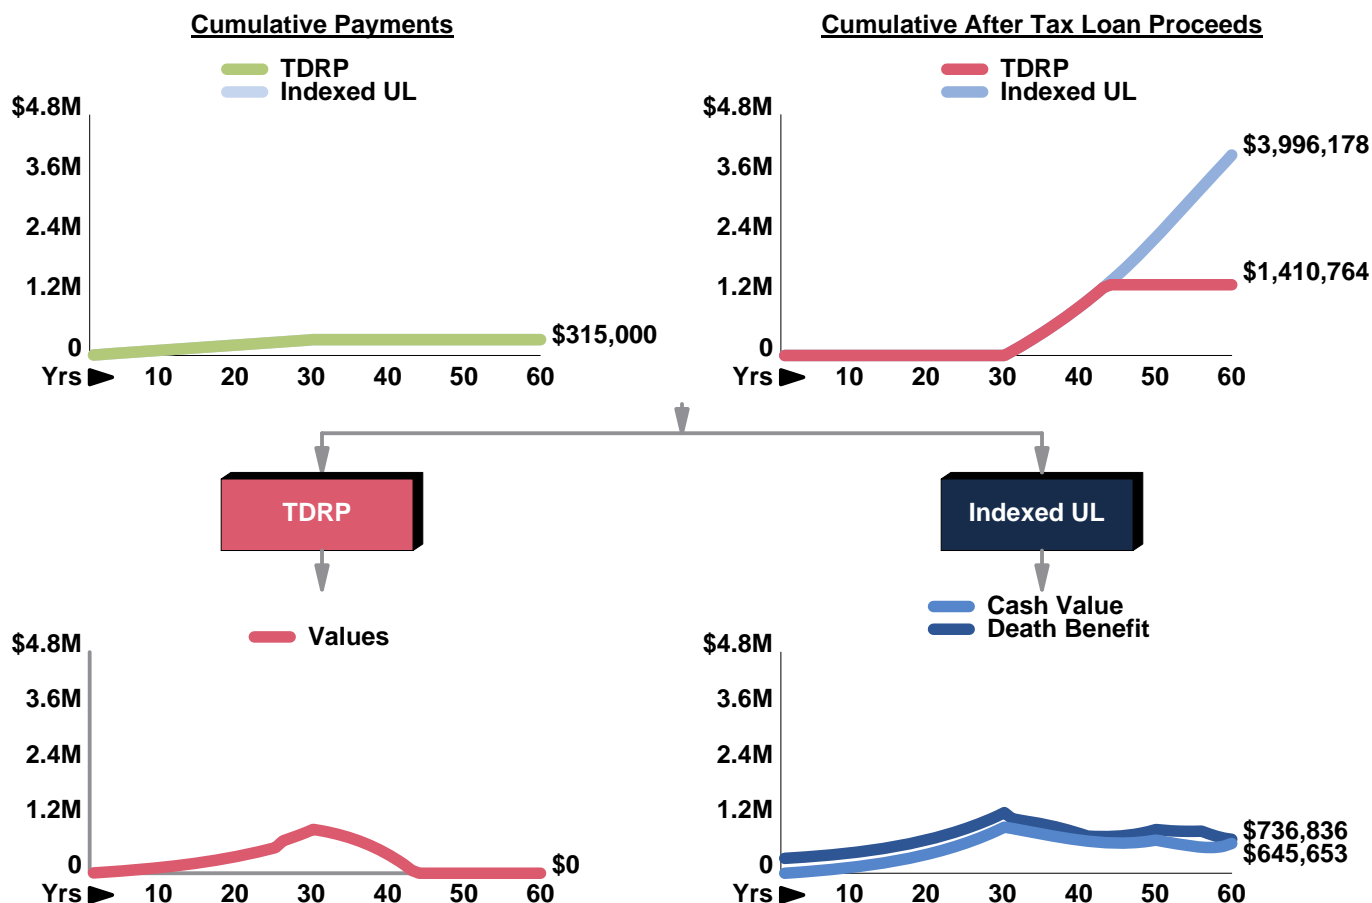 Cumulative Payments
TDRP
Indexed UL
$4.8M
3.6M
2.4M
1.2M
0
$315,000
Yrs 10 20 30 40 50 60
Cumulative After Tax Loan Proceeds
TDRP
Indexed UL
$4.8M
3.6M
2.4M
1.2M
0
$3,996,178
$1,410,764
Yrs 10 20 30 40 50 60
TDRP
Indexed UL
Values
$4.8M
3.6M
2.4M
1.2M
0
$0
Yrs 10 20 30 40 50 60
Cash Value
Death Benefit
$4.8M
3.6M
2.4M
1.2M
0
$736,836
$645,653
Yrs 10 20 30 40 50 60